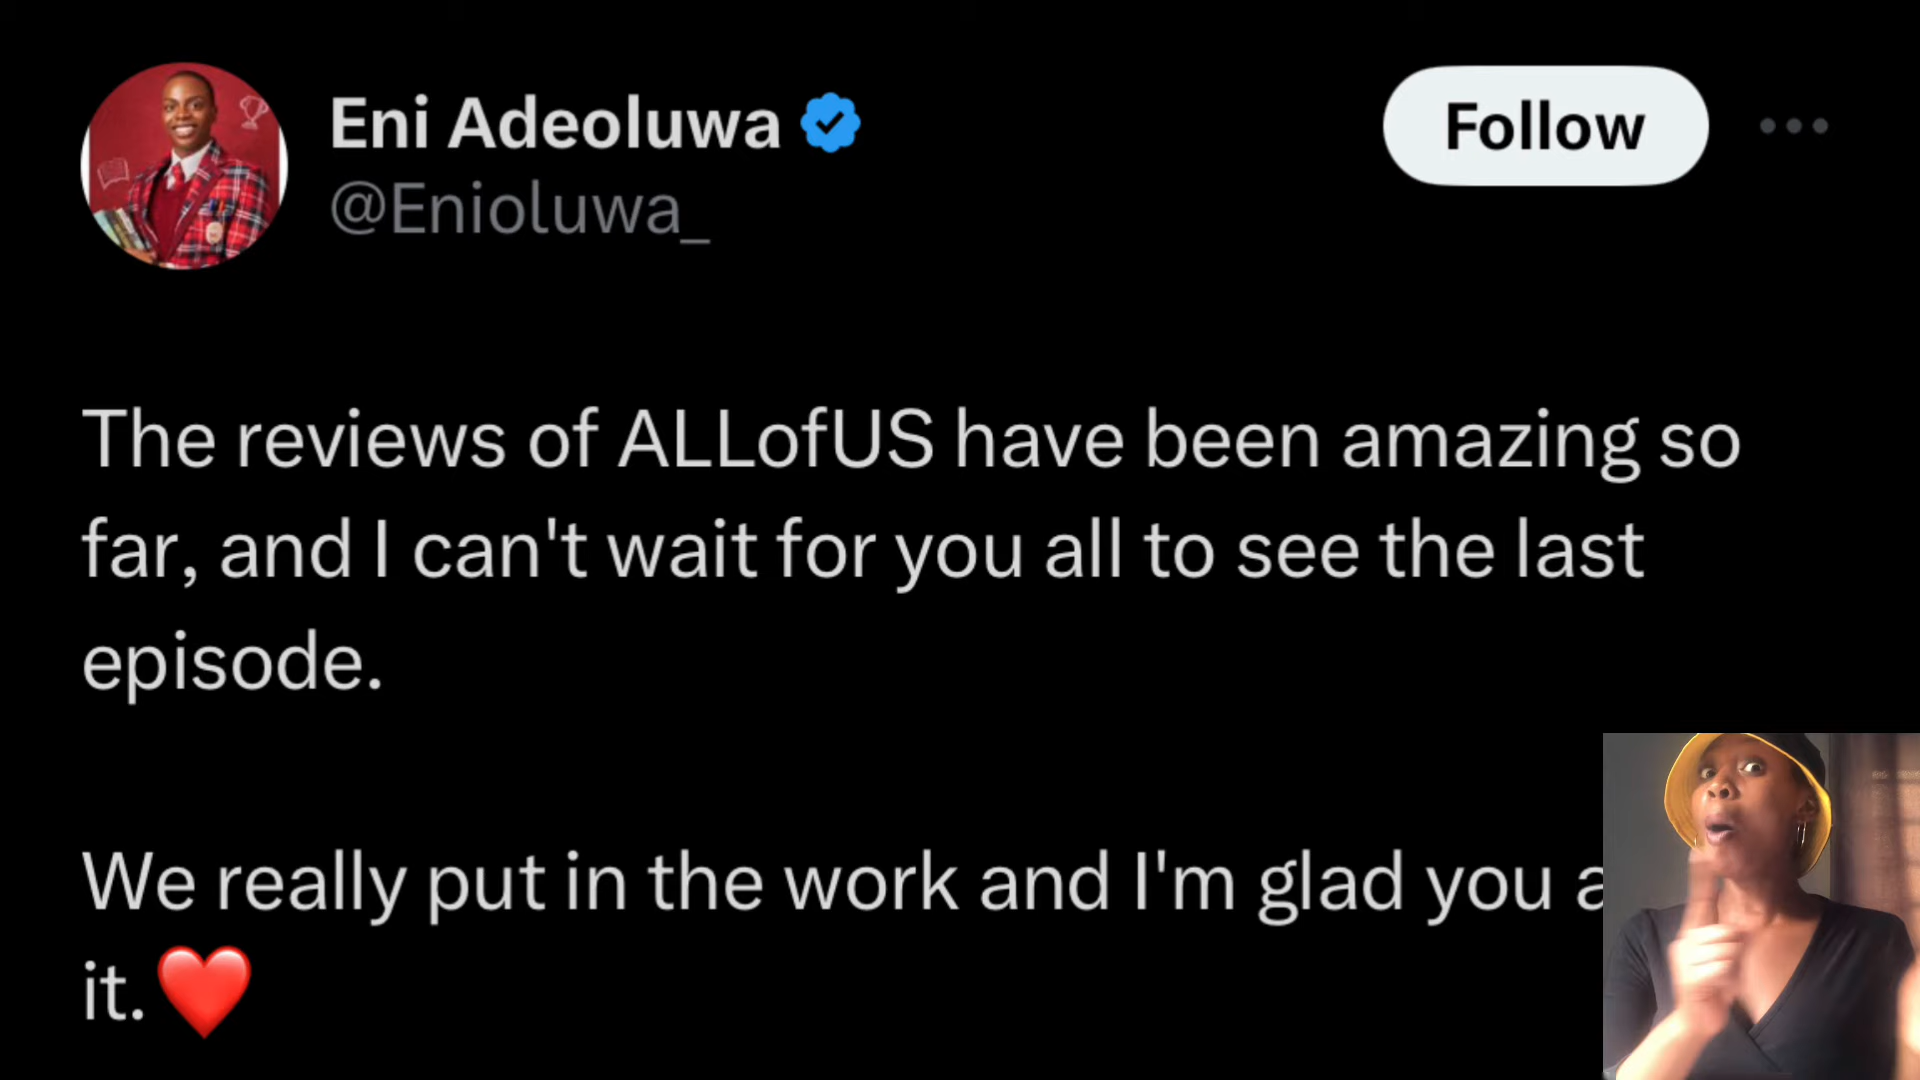 Eni Adeoluwa
Follow
@Enioluwa_
The reviews of ALLofUS have been amazing so
far, and I can't wait for you all to see the last
episode.
We really put in the work and I'm glad you
it.❤️